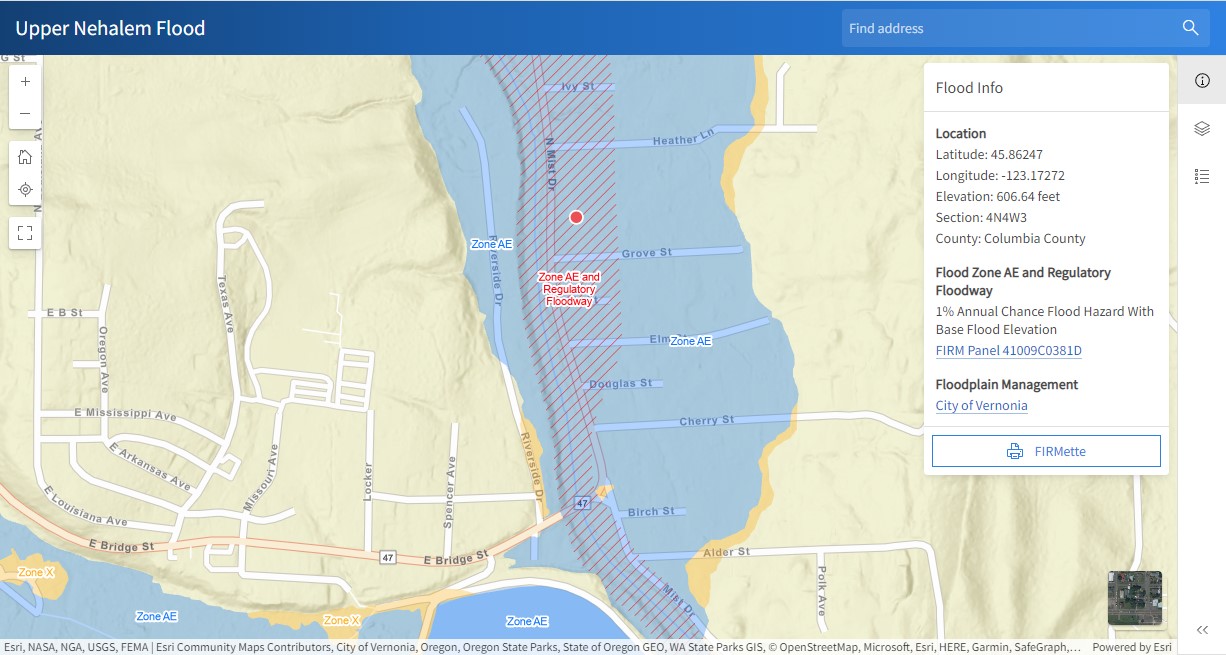 Upper Nehalem Flood
Find address
G St
Ivy St
Heather Ln
N Mist Dr
Zone AE
Riverside Dr
Grove St
Zone AE and
Regulatory
Floodway
Texas Ave
E B St
Oregon Ave
Zone AE
Douglas St
Cherry St
E Mississippi Ave
E Arkansas Ave
Missouri Ave
Locker
Spencer Ave
Riverside Dr
E Louisiana Ave
47
Birch St
E Bridge St
47
E Bridge St
Alder St
Polk Ave
Mist Dr
Zone X
Zone AE
Zone X
Zone AE
Flood Info
Location
Latitude: 45.86247
Longitude: -123.17272
Elevation: 606.64 feet
Section: 4N4W3
County: Columbia County
Flood Zone AE and Regulatory
Floodway
1% Annual Chance Flood Hazard With
Base Flood Elevation
FIRM Panel 41009C0381D
Floodplain Management
City of Vernonia
FIRMette
Esri, NASA, NGA, USGS, FEMA | Esri Community Maps Contributors, City of Vernonia, Oregon, Oregon State Parks, State of Oregon GEO, WA State Parks GIS, © OpenStreetMap, Microsoft, Esri, HERE, Garmin, SafeGraph,... Powered by Esri